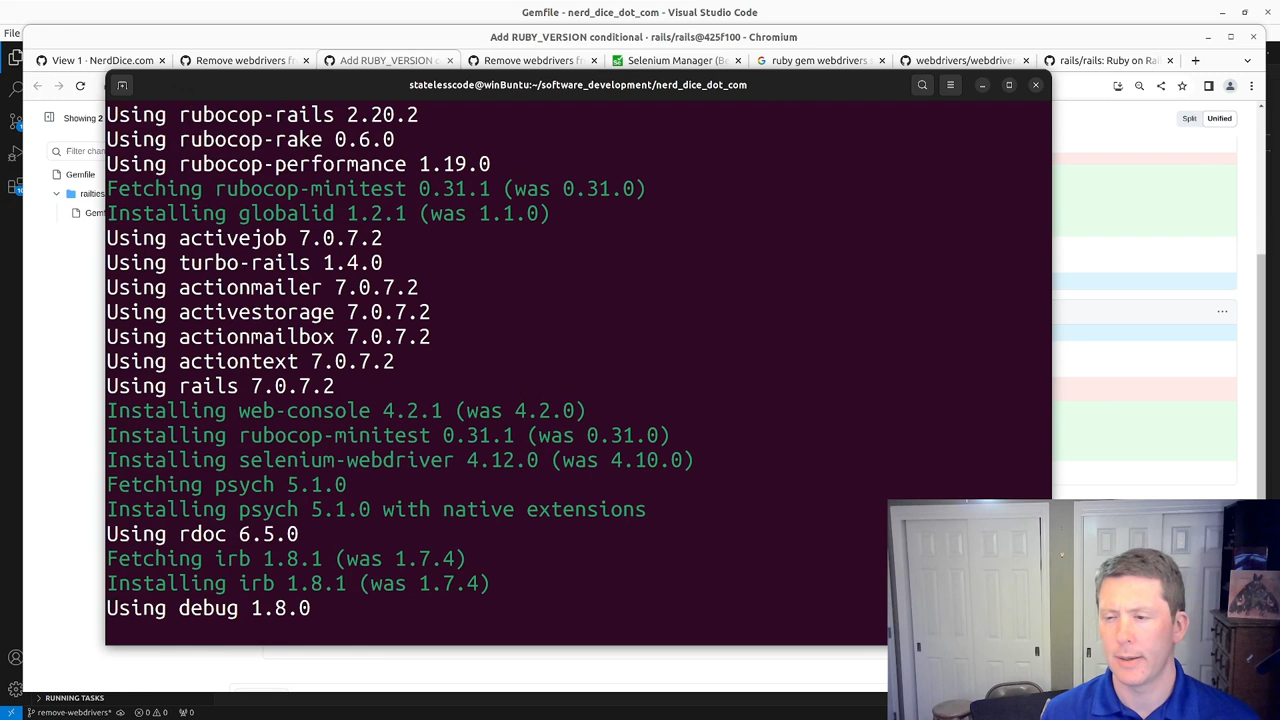 Gemfile - nerd_dice_dot_com - Visual Studio Code
File
Add RUBY_VERSION conditional · rails/rails@425f100 - Chromium
View 1 · NerdDice.com
Remove webdrivers f
Add RUBY_VERSION c
Remove webdrivers f
Selenium Manager (Be
ruby gem webdrivers
webdrivers/webdriver
rails/rails: Ruby on Rail
statelesscode@winBuntu:~/software_development/nerd_dice_dot_com
Showing 2
Split
Unified
Filter chan
Gemfile
railties
Gem
Using rubocop-rails 2.20.2
Using rubocop-rake 0.6.0
Using rubocop-performance 1.19.0
Fetching rubocop-minitest 0.31.1 (was 0.31.0)
Installing globalid 1.2.1 (was 1.1.0)
Using activejob 7.0.7.2
Using turbo-rails 1.4.0
Using actionmailer 7.0.7.2
Using activestorage 7.0.7.2
Using actionmailbox 7.0.7.2
Using actiontext 7.0.7.2
Using rails 7.0.7.2
Installing web-console 4.2.1 (was 4.2.0)
Installing rubocop-minitest 0.31.1 (was 0.31.0)
Installing selenium-webdriver 4.12.0 (was 4.10.0)
Fetching psych 5.1.0
Installing psych 5.1.0 with native extensions
Using rdoc 6.5.0
Fetching irb 1.8.1 (was 1.7.4)
Installing irb 1.8.1 (was 1.7.4)
Using debug 1.8.0
RUNNING TASKS
remove-webdrivers* 0 0 0